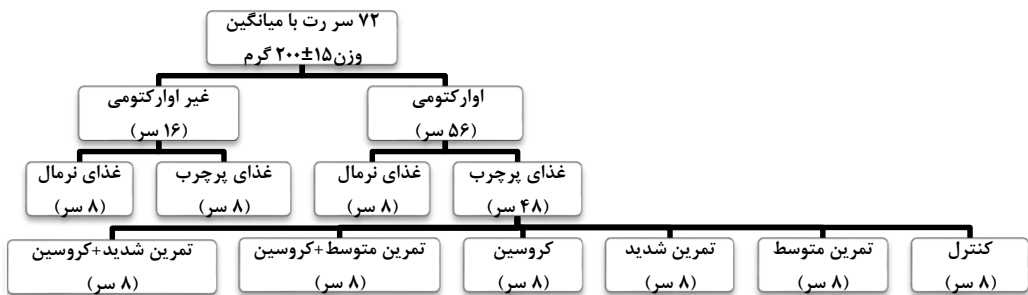 ۷۲ سر رت با میانگین
وزن ۱۵±۲۰۰ گرم
اوارکتومی
(۵۶ سر)
غیر اوارکتومی
(۱۶ سر)
غذای پرچرب
(۴۸ سر)
غذای نرمال
(۸ سر)
غذای پرچرب
(۸ سر)
غذای نرمال
(۸ سر)
کنترل
(۸ سر)
تمرین متوسط
(۸ سر)
تمرین شدید
(۸ سر)
کروسین
(۸ سر)
تمرین متوسط+کروسین
(۸ سر)
تمرین شدید+کروسین
(۸ سر)